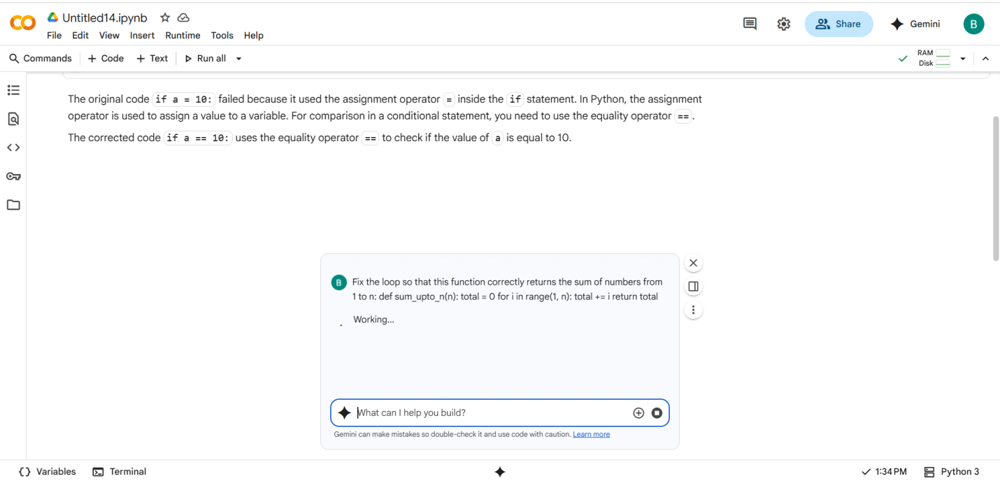 Untitled14.ipynb
File Edit View Insert Runtime Tools Help
Share
Gemini
B
Commands + Code + Text Run all
RAM
Disk
The original code if a = 10: failed because it used the assignment operator = inside the if statement. In Python, the assignment
operator is used to assign a value to a variable. For comparison in a conditional statement, you need to use the equality operator ==.
The corrected code if a == 10: uses the equality operator == to check if the value of a is equal to 10.
B Fix the loop so that this function correctly returns the sum of numbers from
1 to n: def sum_upto_n(n): total = 0 for i in range(1, n): total += i return total
Working...
What can I help you build?
Gemini can make mistakes so double-check it and use code with caution. Learn more
Variables Terminal 1:34 PM Python 3